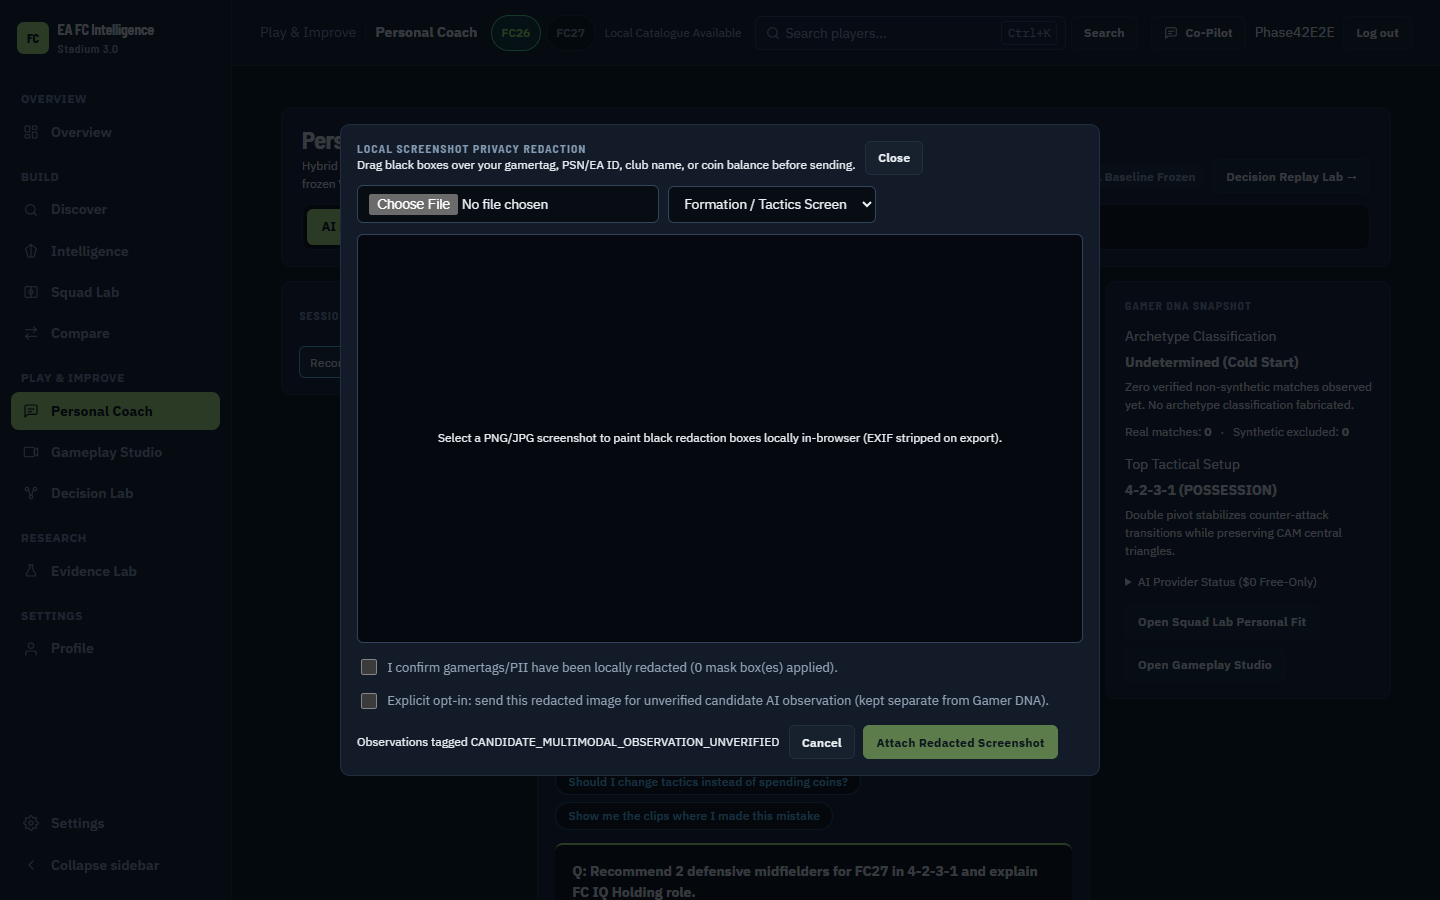 FC
EA FC Intelligence
Stadium 3.0
OVERVIEW
Overview
BUILD
Discover
Intelligence
Squad Lab
Compare
PLAY & IMPROVE
Personal Coach
Gameplay Studio
Decision Lab
RESEARCH
Evidence Lab
SETTINGS
Profile
Settings
Collapse sidebar
Play & Improve
Personal Coach
FC26
FC27
Local Catalogue Available
Search players...
Ctrl+K
Search
Co-Pilot
Phase42E2E
Log out
Pers
Hybrid
frozen
Baseline Frozen
Decision Replay Lab →
AI
SESSIO
Recor
LOCAL SCREENSHOT PRIVACY REDACTION
Drag black boxes over your gamertag, PSN/EA ID, club name, or coin balance before sending.
Close
Choose File No file chosen
Formation / Tactics Screen
Select a PNG/JPG screenshot to paint black redaction boxes locally in-browser (EXIF stripped on export).
I confirm gamertags/PII have been locally redacted (0 mask box(es) applied).
Explicit opt-in: send this redacted image for unverified candidate AI observation (kept separate from Gamer DNA).
Observations tagged CANDIDATE_MULTIMODAL_OBSERVATION_UNVERIFIED
Cancel
Attach Redacted Screenshot
Should I change tactics instead of spending coins?
Show me the clips where I made this mistake
Q: Recommend 2 defensive midfielders for FC27 in 4-2-3-1 and explain
FC IQ Holding role.
GAMER DNA SNAPSHOT
Archetype Classification
Undetermined (Cold Start)
Zero verified non-synthetic matches observed
yet. No archetype classification fabricated.
Real matches: 0 · Synthetic excluded: 0
Top Tactical Setup
4-2-3-1 (POSSESSION)
Double pivot stabilizes counter-attack
transitions while preserving CAM central
triangles.
AI Provider Status ($0 Free-Only)
Open Squad Lab Personal Fit
Open Gameplay Studio